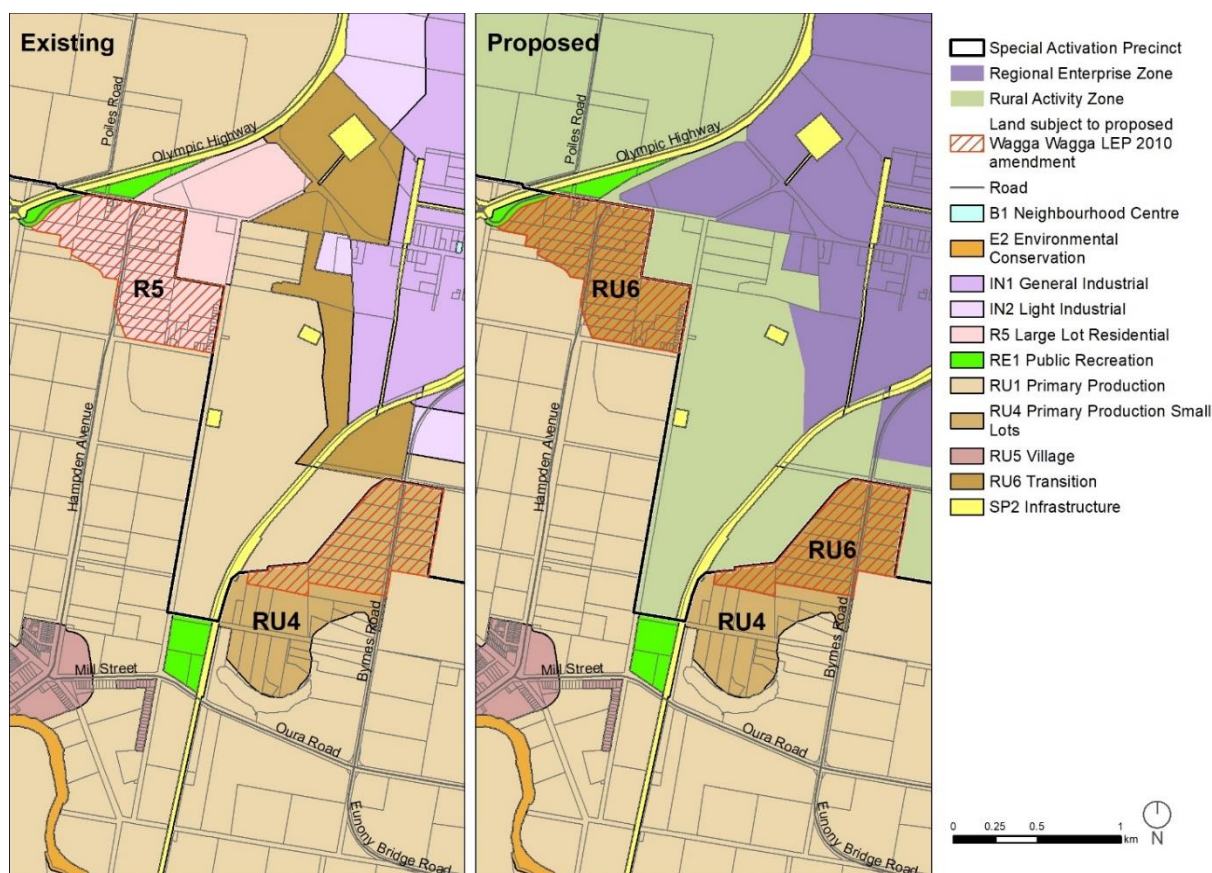 Existing
Poiles Road
Olympic Highway
R5
Hampden Avenue
RU4
Byrnes Road
Mill Street
Oura Road
Eunony Bridge Road
Proposed
Poiles Road
Olympic Highway
RU6
Hampden Avenue
RU6
RU4
Byrnes Road
Mill Street
Oura Road
Eunony Bridge Road
Special Activation Precinct
Regional Enterprise Zone
Rural Activity Zone
Land subject to proposed
Wagga Wagga LEP 2010
amendment
Road
B1 Neighbourhood Centre
E2 Environmental
Conservation
IN1 General Industrial
IN2 Light Industrial
R5 Large Lot Residential
RE1 Public Recreation
RU1 Primary Production
RU4 Primary Production Small
Lots
RU5 Village
RU6 Transition
SP2 Infrastructure
0 0.25 0.5 1
km
N